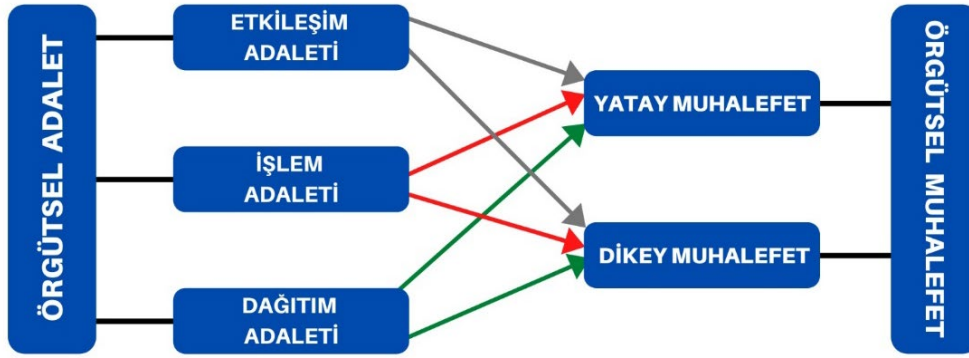 ÖRGÜTSEL ADALET
ETKİLEŞİM
ADALETİ
İŞLEM
ADALETİ
DAĞITIM
ADALETİ
YATAY MUHALEFET
DİKEY MUHALEFET
ÖRGÜTSEL MUHALEFET